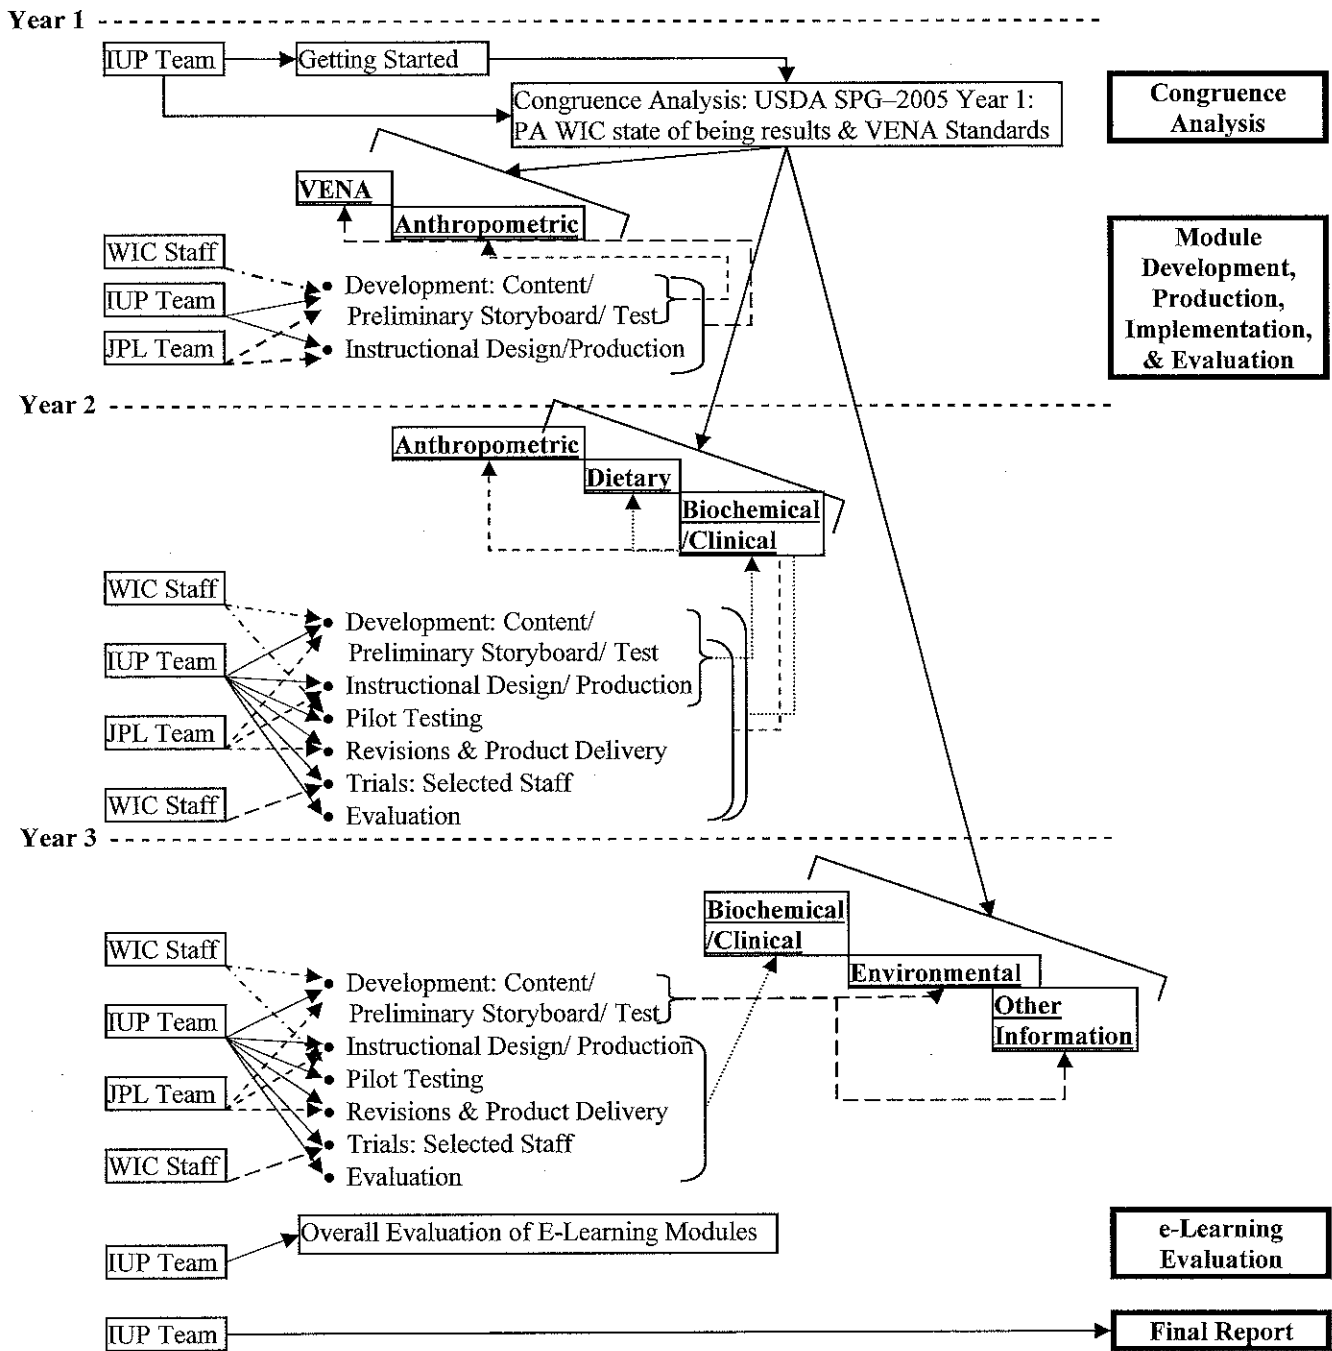 Year 1
IUP Team
Getting Started
Congruence Analysis: USDA SPG–2005 Year 1:
PA WIC state of being results & VENA Standards
Congruence
Analysis
VENA
Anthropometric
WIC Staff
IUP Team
JPL Team
• Development: Content/
Preliminary Storyboard/ Test
• Instructional Design/Production
Module
Development,
Production,
Implementation,
& Evaluation
Year 2
Anthropometric
Dietary
Biochemical
/Clinical
WIC Staff
IUP Team
JPL Team
WIC Staff
• Development: Content/
Preliminary Storyboard/ Test
• Instructional Design/ Production
• Pilot Testing
• Revisions & Product Delivery
• Trials: Selected Staff
• Evaluation
Year 3
Biochemical
/Clinical
Environmental
Other
Information
WIC Staff
IUP Team
JPL Team
WIC Staff
• Development: Content/
Preliminary Storyboard/ Test
• Instructional Design/ Production
• Pilot Testing
• Revisions & Product Delivery
• Trials: Selected Staff
• Evaluation
IUP Team
Overall Evaluation of E-Learning Modules
e-Learning
Evaluation
IUP Team
Final Report